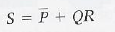 S = P̅ + QR